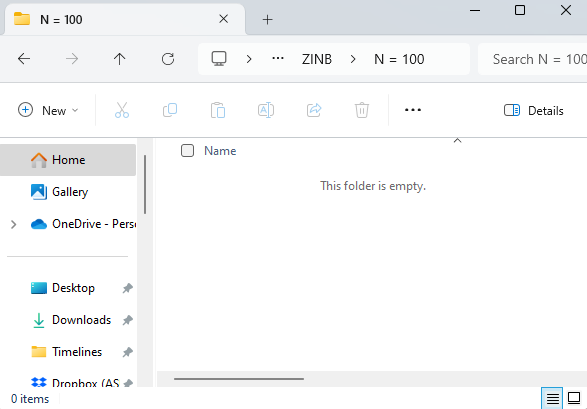 N = 100
ZINB
N = 100
Search N = 100
New
Details
Name
This folder is empty.
Home
Gallery
OneDrive - Pers
Desktop
Downloads
Timelines
Dropbox (AS
0 items